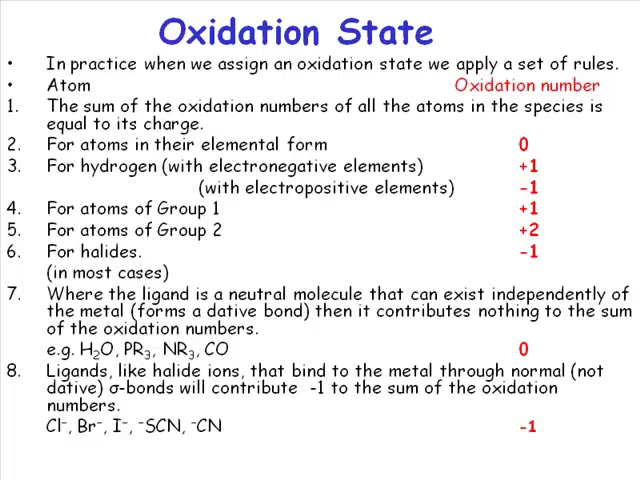 Oxidation State
• In practice when we assign an oxidation state we apply a set of rules.
• Atom Oxidation number
1. The sum of the oxidation numbers of all the atoms in the species is
equal to its charge.
2. For atoms in their elemental form 0
3. For hydrogen (with electronegative elements) +1
(with electropositive elements) -1
4. For atoms of Group 1 +1
5. For atoms of Group 2 +2
6. For halides. -1
(in most cases)
7. Where the ligand is a neutral molecule that can exist independently of
the metal (forms a dative bond) then it contributes nothing to the sum
of the oxidation numbers.
e.g. H₂O, PR₃, NR₃, CO 0
8. Ligands, like halide ions, that bind to the metal through normal (not
dative) σ-bonds will contribute -1 to the sum of the oxidation
numbers.
Cl⁻, Br⁻, I⁻, ⁻SCN, ⁻CN -1